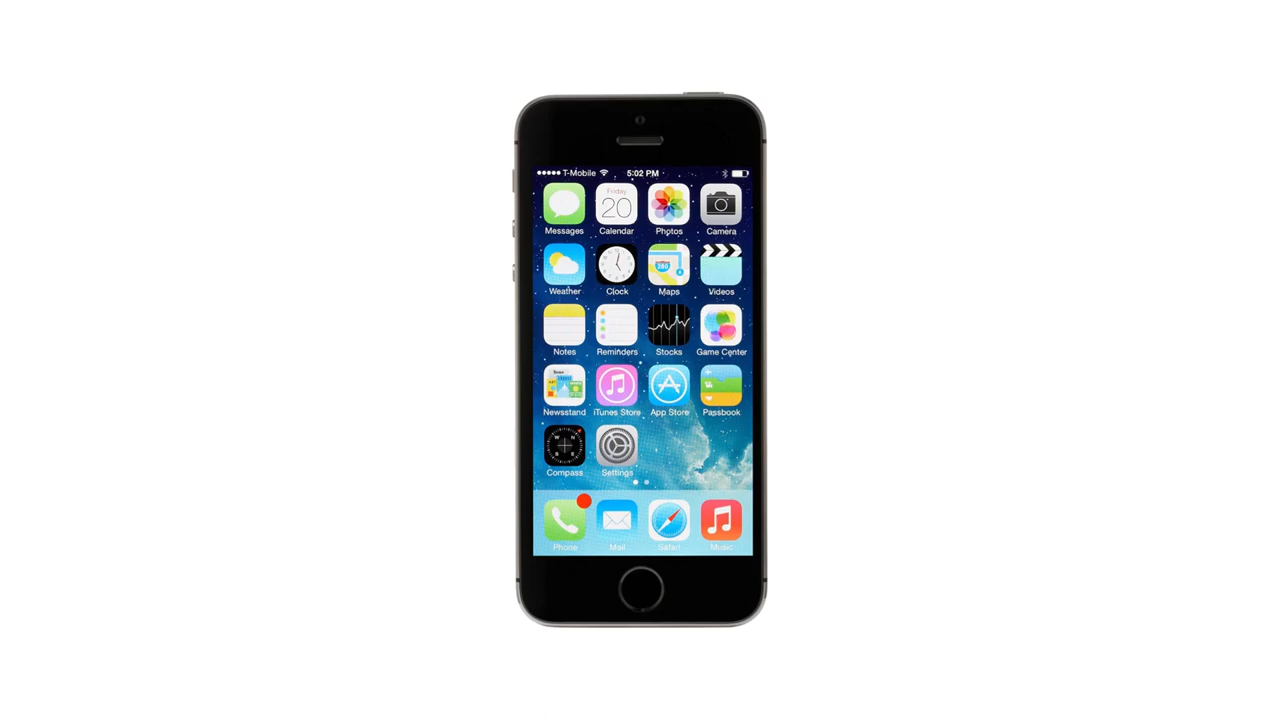 T-Mobile 5:02 PM
Friday
20
Messages Calendar Photos Camera
280
Weather Clock Maps Videos
Notes Reminders Stocks Game Center
Newsstand iTunes Store App Store Passbook
N
W
E
Compass Settings
Phone Mail Safari Music